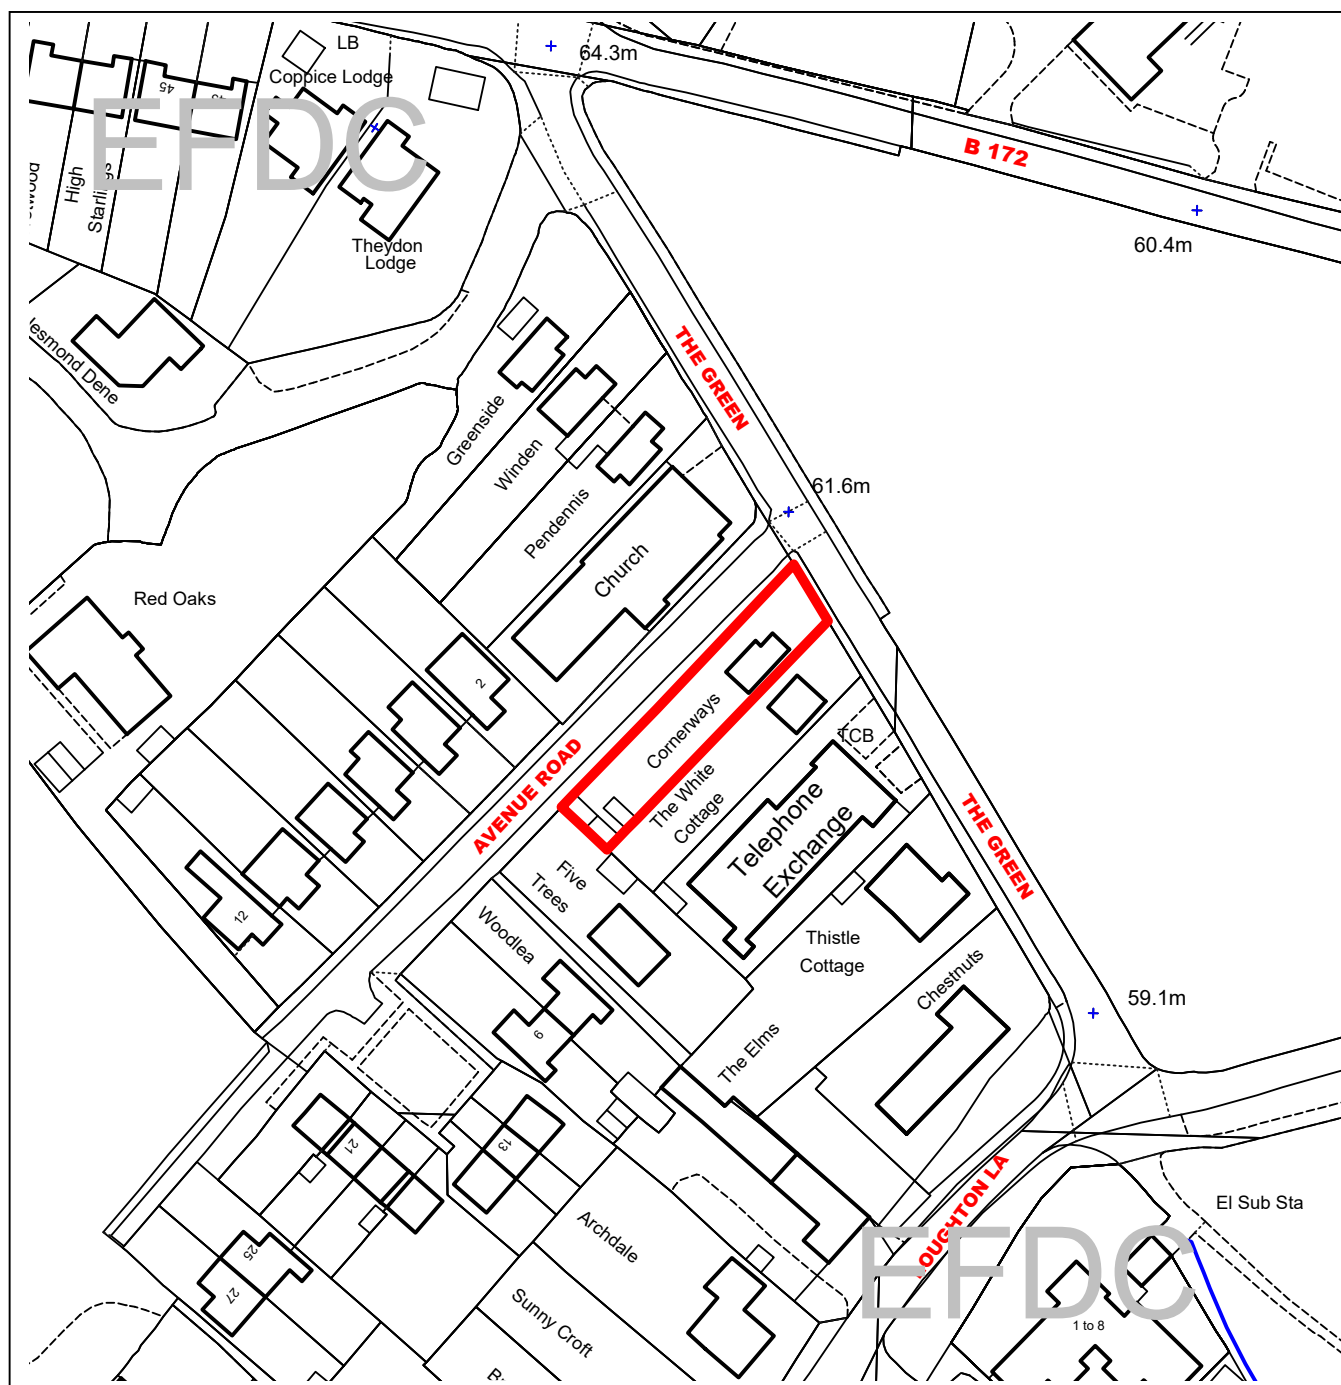 LB
64.3m
Coppice Lodge
45
EFDC
B 172
High
Starlings
Theydon
Lodge
60.4m
THE GREEN
Greenside
Winden
61.6m
Pendennis
Church
Red Oaks
2
Cornerways
TCB
AVENUE ROAD
The White
Cottage
Telephone
Exchange
THE GREEN
Five
Trees
12
Woodlea
Thistle
Cottage
Chestnuts
59.1m
9
The Elms
21
13
El Sub Sta
Archdale
EFDC
25
27
Sunny Croft
1 to 8